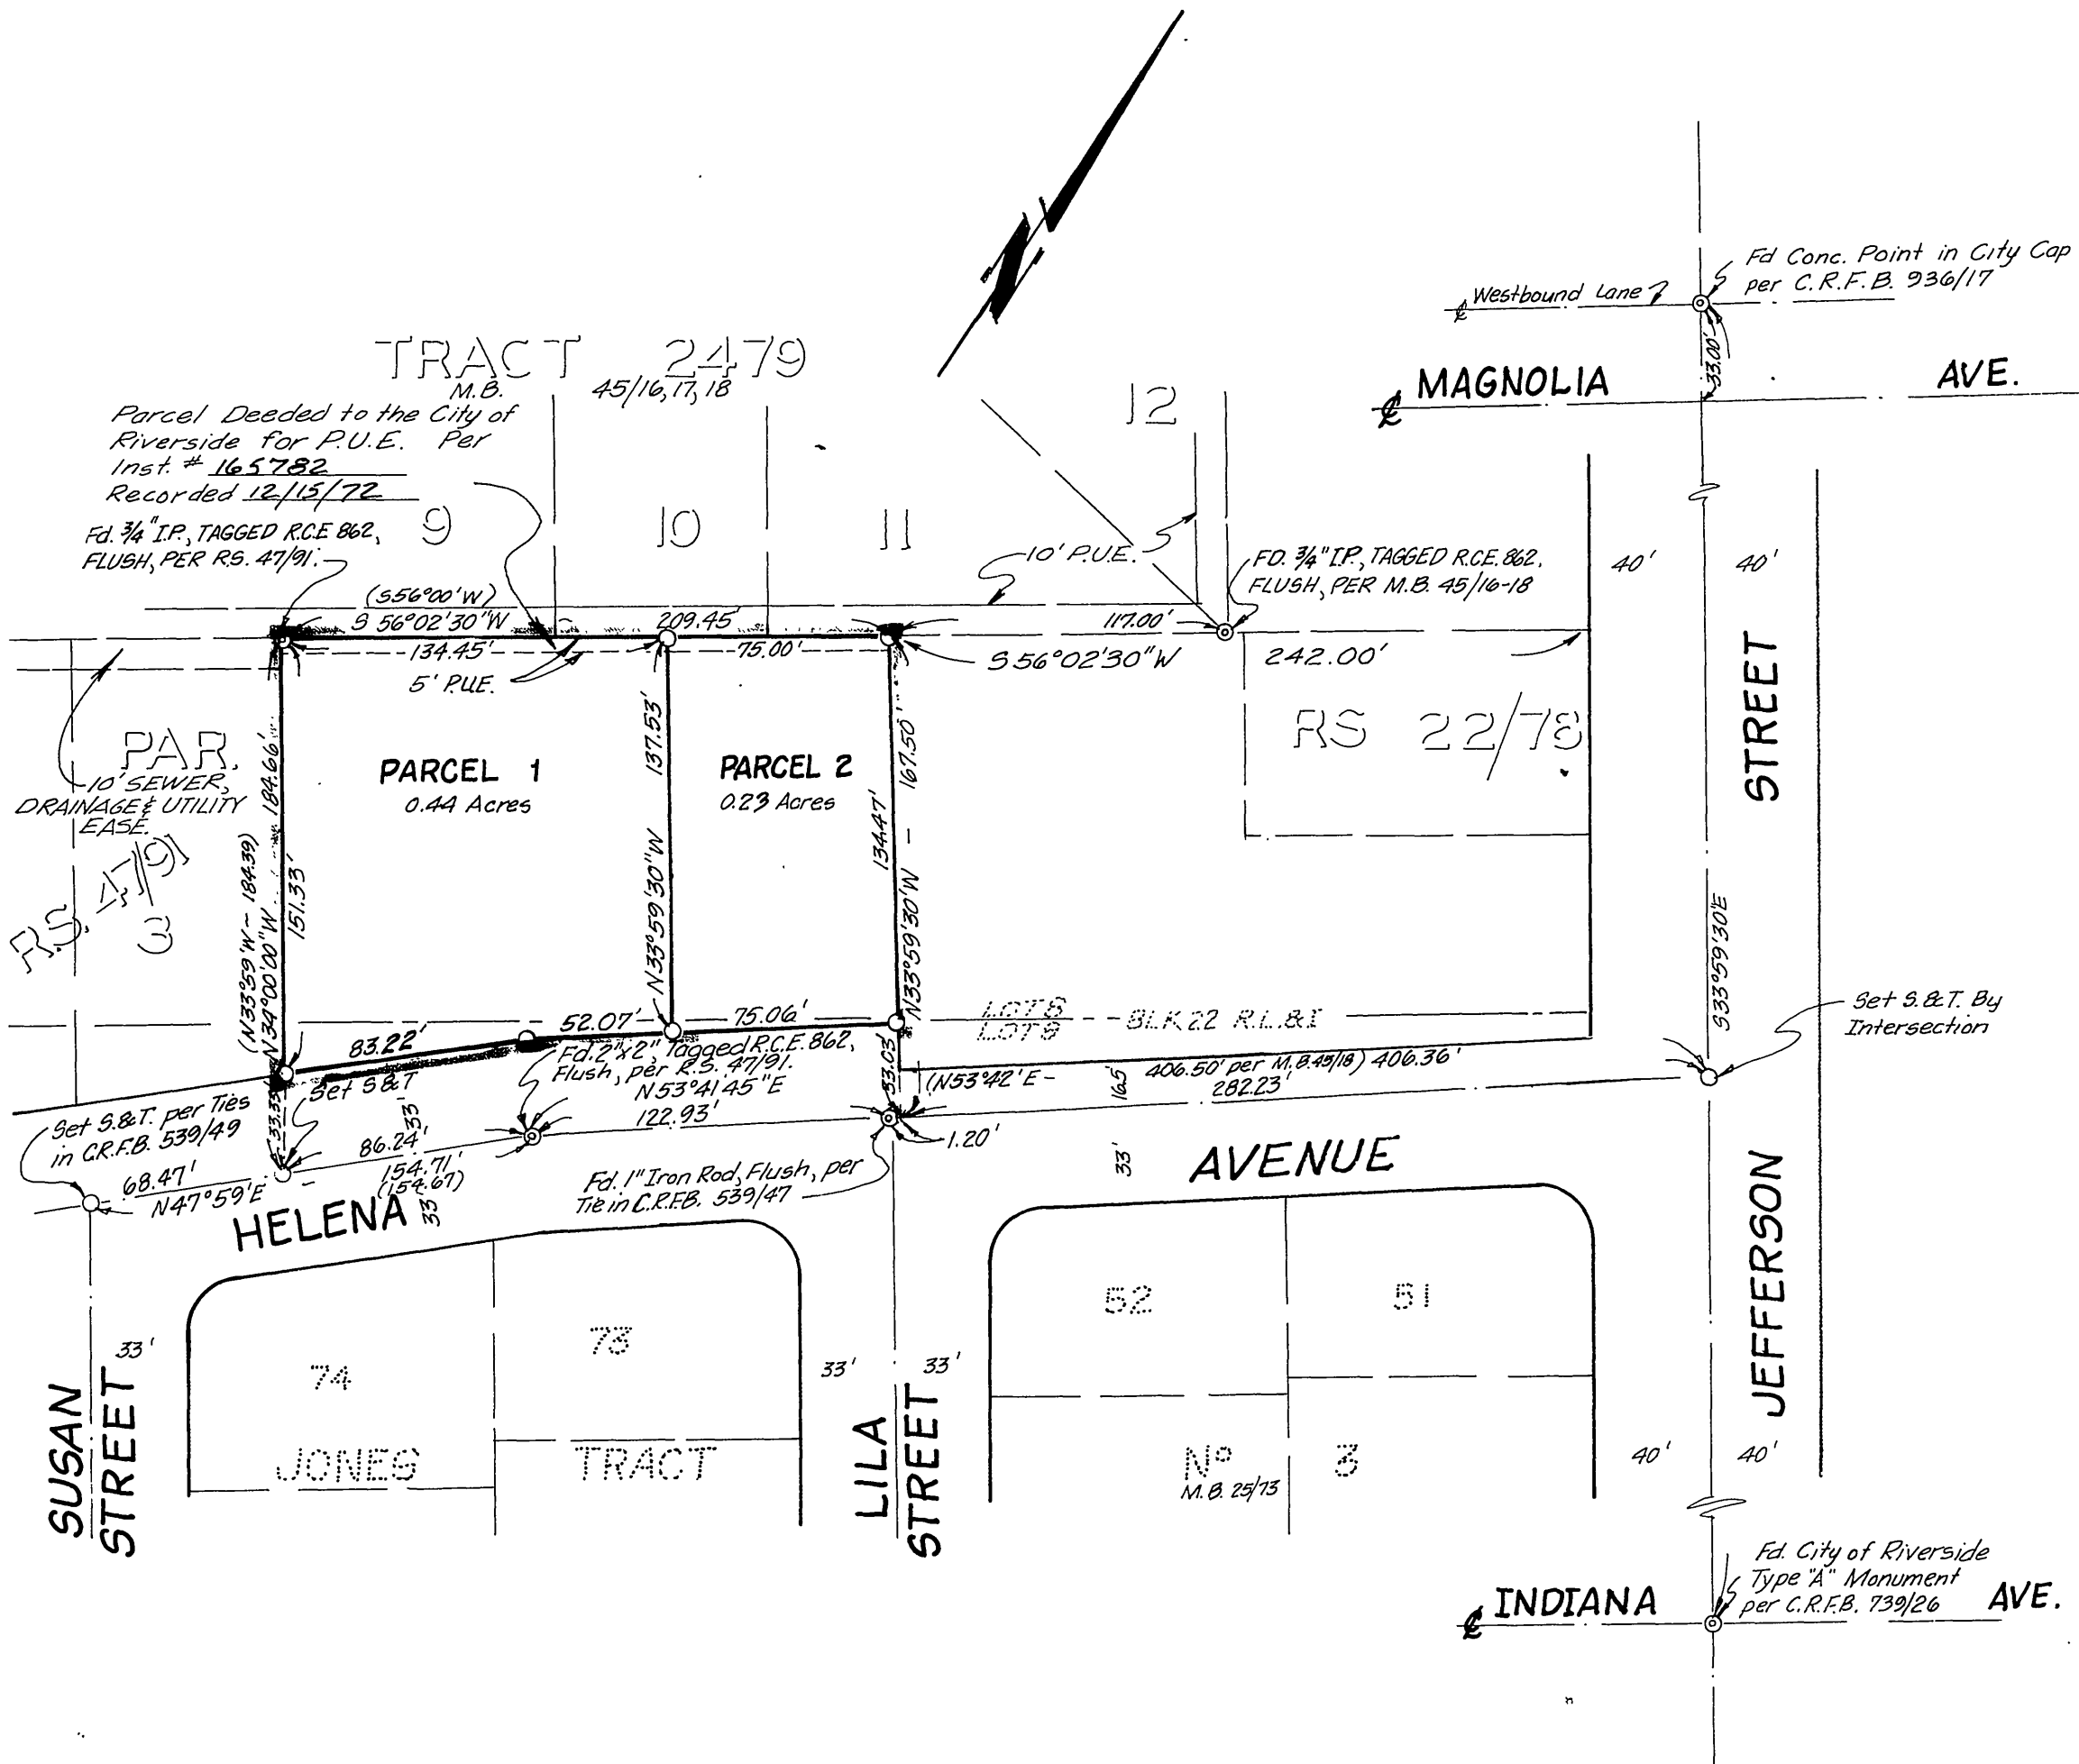 N
Fd Conc. Point in City Cap
per C.R.F.B. 936/17
Westbound Lane
33.00'
℄ MAGNOLIA AVE.
TRACT 2479
M.B. 45/16, 17, 18
Parcel Deeded to the City of
Riverside for P.U.E. Per
Inst. # 165782
Recorded 12/15/72
Fd. 3/4" I.P., TAGGED R.C.E 862,
FLUSH, PER R.S. 47/91.
9
10
11
12
10' P.U.E.
FD. 3/4" I.P., TAGGED R.C.E. 862,
FLUSH, PER M.B. 45/16-18
40'
40'
(S56°00'W)
S 56°02'30"W
209.45'
117.00'
134.45'
75.00'
S 56°02'30"W
242.00'
5' P.U.E.
RS 22/78
STREET
PAR.
3
10' SEWER,
DRAINAGE & UTILITY
EASE.
R.S. 47/91
PARCEL 1
0.44 Acres
PARCEL 2
0.23 Acres
(N33°59'W ~ 184.39)
N34°00'00"W 184.66'
151.33'
137.53'
N33°59'30"W
134.47'
N33°59'30"W - 167.50'
S33°59'30"E
Set S.&T. By
Intersection
LOT 8
LOT 9
BLK 22 R.L.&I
83.22'
52.07'
75.06'
Fd. 2"x2", Tagged R.C.E. 862,
Flush, per R.S. 47/91.
N53°41'45"E
122.93'
Set S&T
33'
33.33'
33.03'
(N53°42'E - 406.50' per M.B. 45/18) 406.36'
282.23'
16.5'
1.20'
33'
Set S.&T. per Ties
in C.R.F.B. 539/49
68.47'
N47°59'E
86.24'
154.71'
(154.67)
33'
Fd. 1" Iron Rod, Flush, per
Tie in C.R.F.B. 539/47
HELENA AVENUE
SUSAN
STREET
33'
74
73
JONES TRACT
33'
33'
LILA
STREET
52
51
Nº 3
M.B. 25/73
40'
40'
JEFFERSON
Fd. City of Riverside
Type "A" Monument
per C.R.F.B. 739/26
℄ INDIANA AVE.